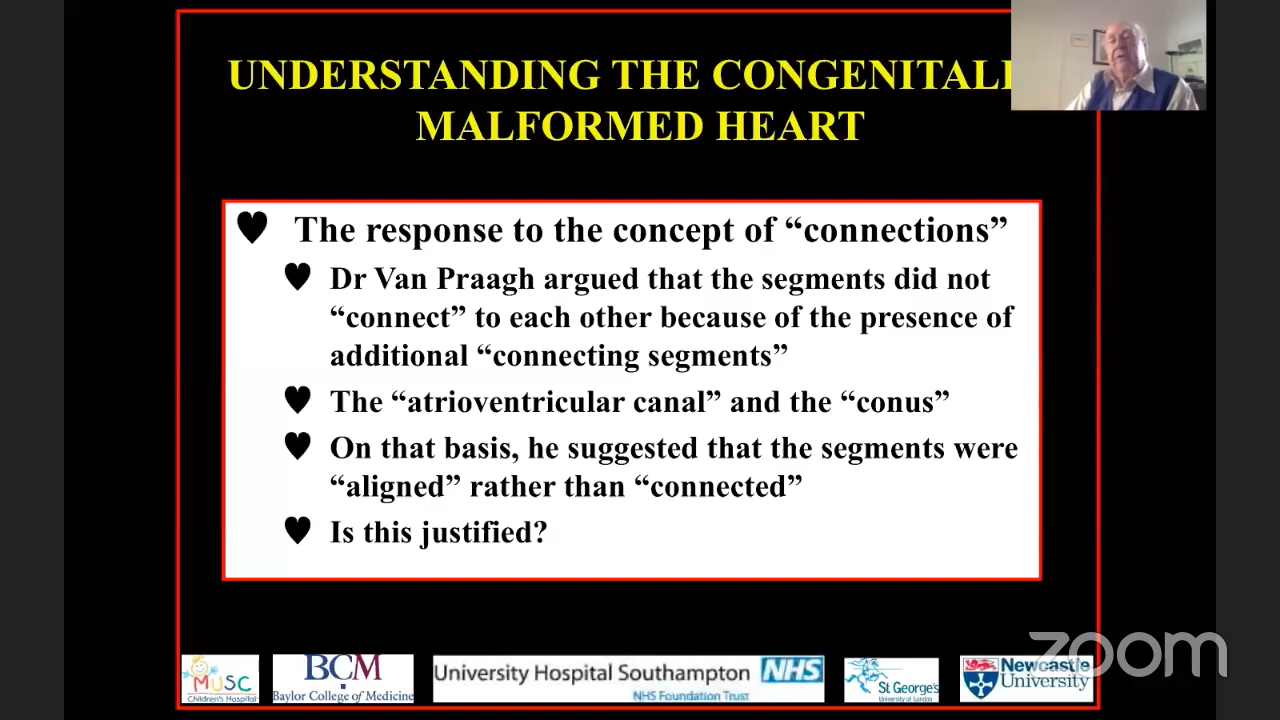 UNDERSTANDING THE CONGENITALL
MALFORMED HEART
The response to the concept of “connections”
Dr Van Praagh argued that the segments did not
“connect” to each other because of the presence of
additional “connecting segments”
The “atrioventricular canal” and the “conus”
On that basis, he suggested that the segments were
“aligned” rather than “connected”
Is this justified?
zoom
MUSC
Children's Hospital
BCM
Baylor College of Medicine
University Hospital Southampton NHS
NHS Foundation Trust
St George's
University of London
Newcastle
University